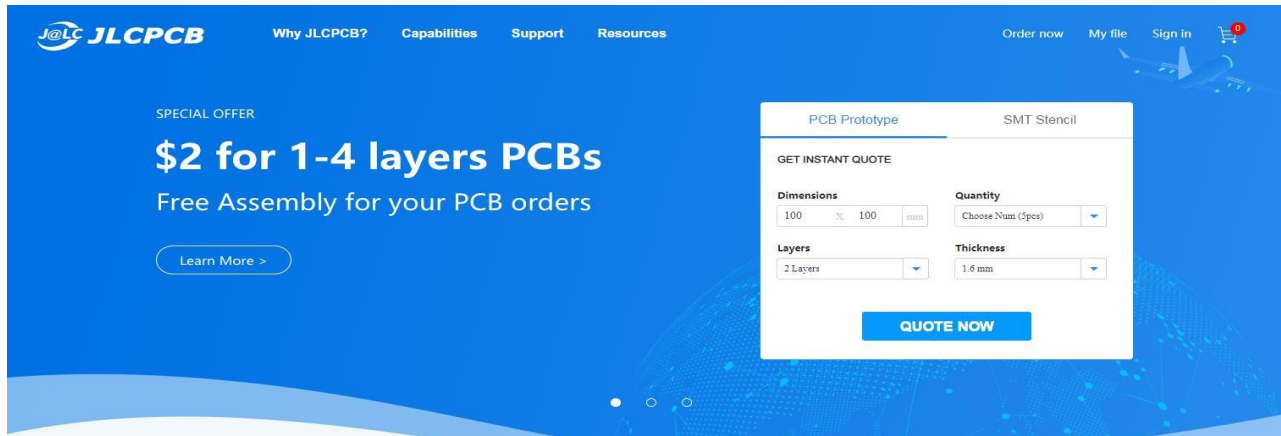 J@LC JLCPCB
Why JLCPCB? Capabilities Support Resources
Order now My file Sign in 0
SPECIAL OFFER
$2 for 1-4 layers PCBs
Free Assembly for your PCB orders
Learn More >
PCB Prototype SMT Stencil
GET INSTANT QUOTE
Dimensions Quantity
100 X 100 mm Choose Num (5pcs)
Layers Thickness
2 Layers 1.6 mm
QUOTE NOW